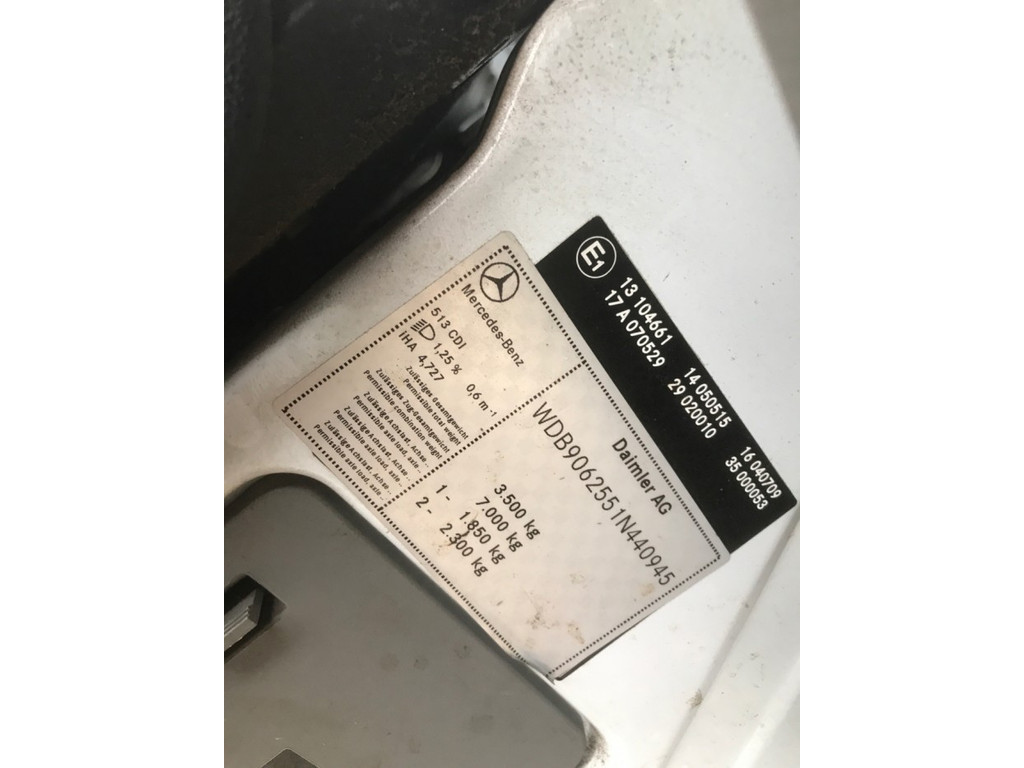 E1
13 104661 14 050515 16 040709
17 A 070529 29 020010 35 000053
Mercedes-Benz
513 CDI
1,25 % 0,6 m-1
IHA 4,727
Daimler AG
WDB9062551N440945
Zulässiges Gesamtgewicht
Permissible total weight
3.500 kg
Zulässiges Zug-Gesamtgewicht
Permissible combination weight
7.000 kg
Zulässige Achslast, Achse...
Permissible axle load, axle...
1 - 1.850 kg
Zulässige Achslast, Achse...
Permissible axle load, axle...
2 - 2.300 kg